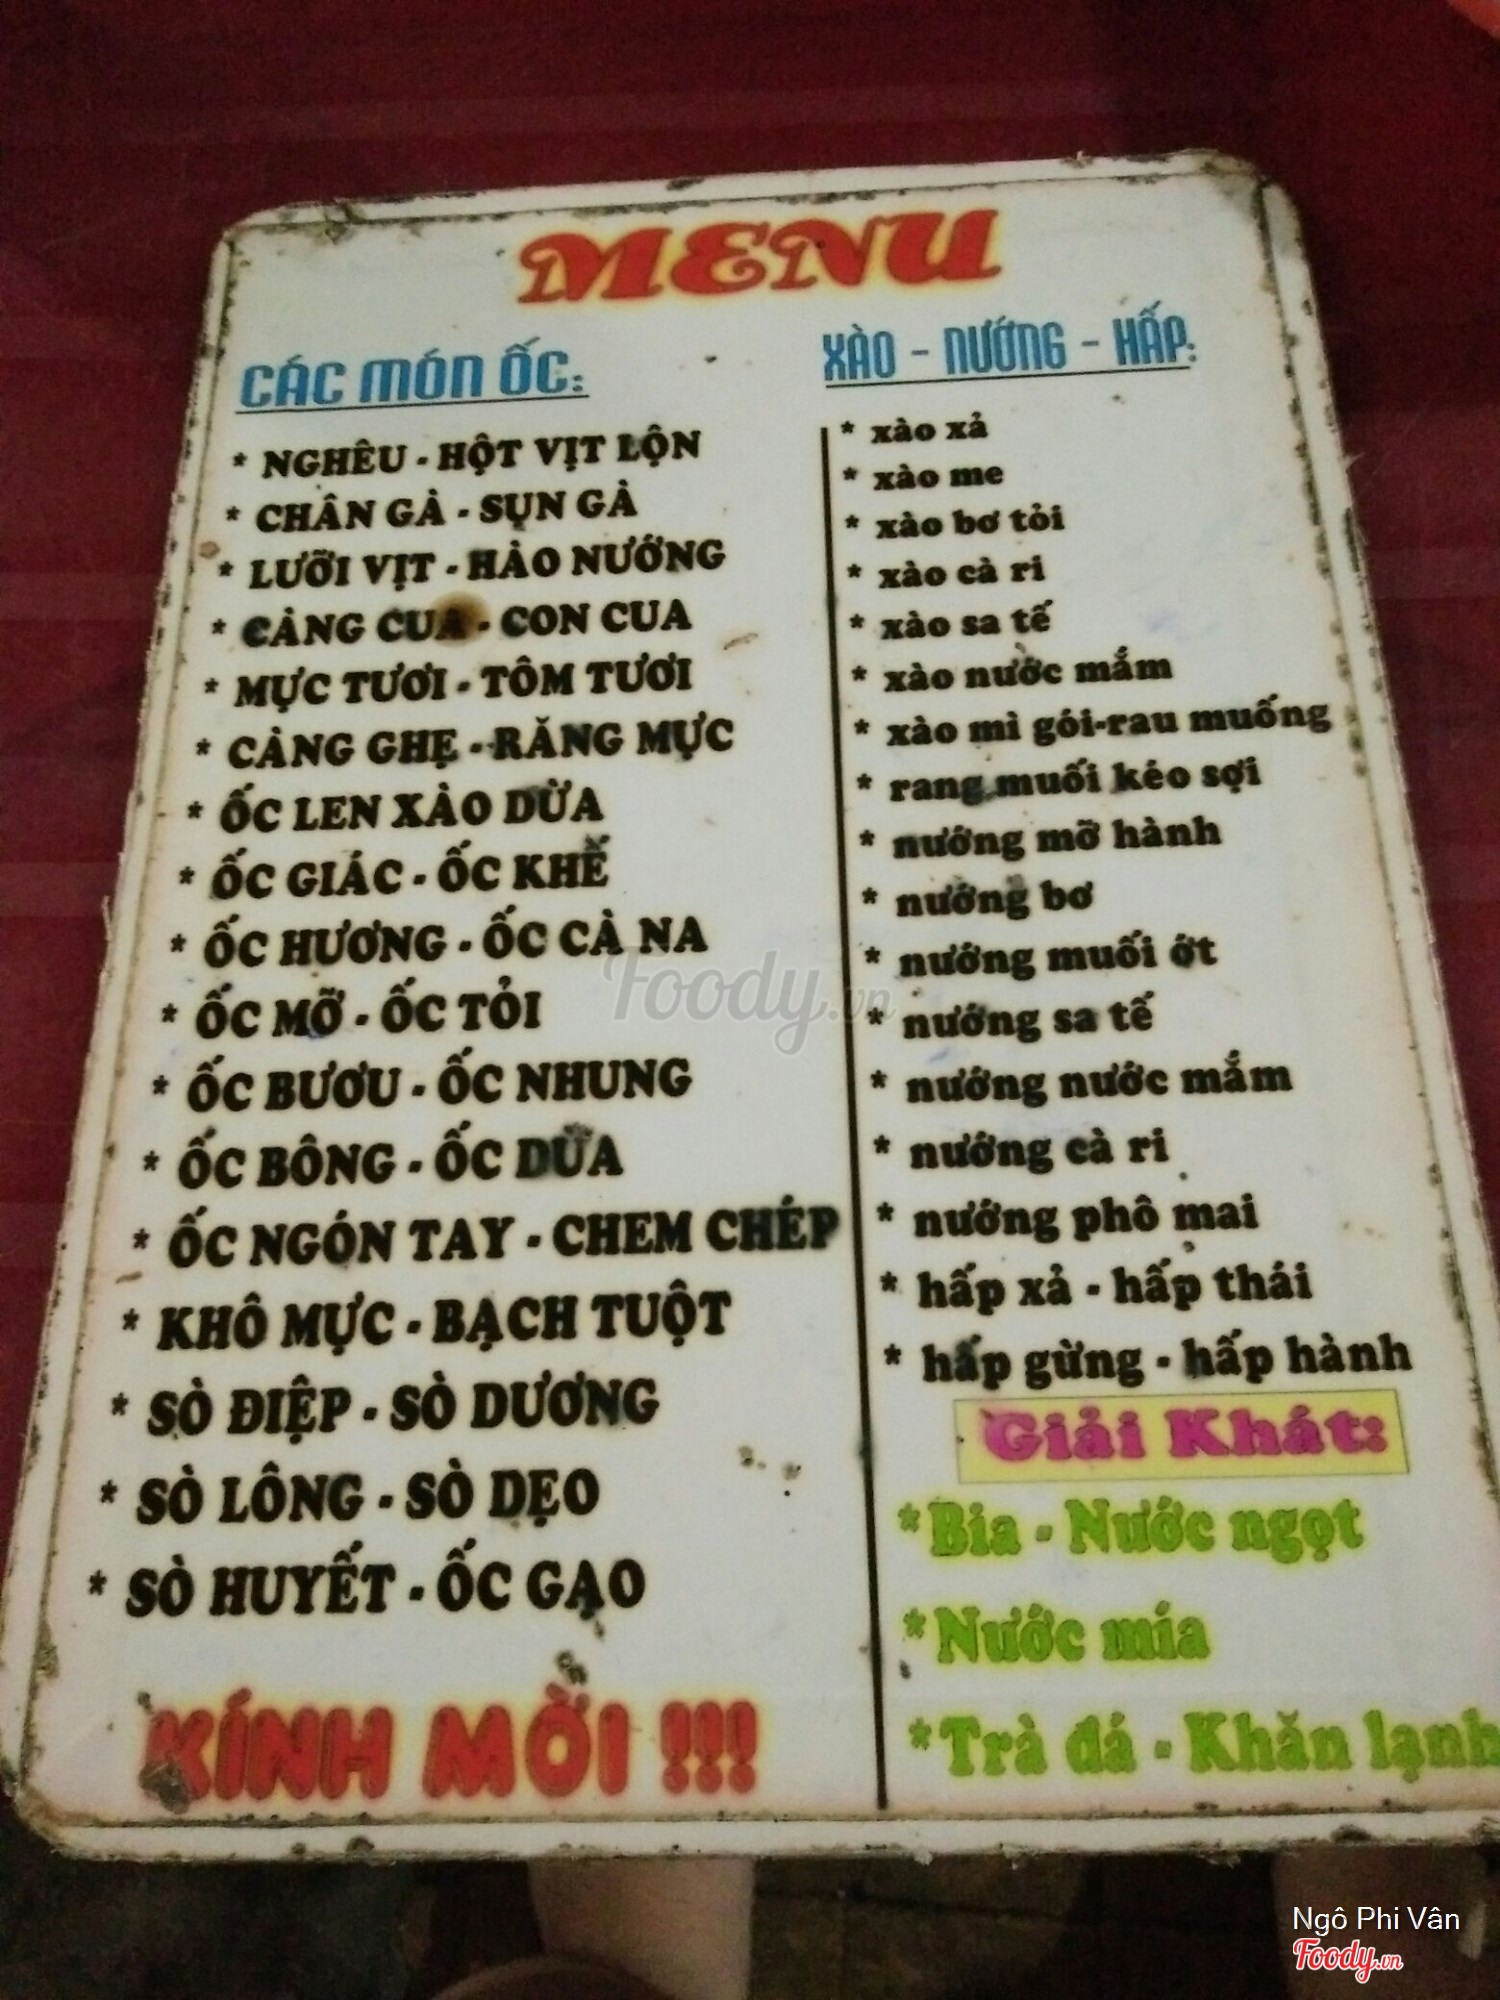 MENU
CÁC MÓN ỐC:
* NGHÊU - HỘT VỊT LỘN
* CHÂN GÀ - SỤN GÀ
* LƯỠI VỊT - HÀO NƯỚNG
* CÀNG CUA - CON CUA
* MỰC TƯƠI - TÔM TƯƠI
* CÀNG GHẸ - RĂNG MỰC
* ỐC LEN XÀO DỪA
* ỐC GIÁC - ỐC KHẾ
* ỐC HƯƠNG - ỐC CÀ NA
* ỐC MỠ - ỐC TỎI
* ỐC BƯƠU - ỐC NHUNG
* ỐC BÔNG - ỐC DỪA
* ỐC NGÓN TAY - CHEM CHÉP
* KHÔ MỰC - BẠCH TUỘT
* SÒ ĐIỆP - SÒ DƯƠNG
* SÒ LÔNG - SÒ DẸO
* SÒ HUYẾT - ỐC GẠO
KÍNH MỜI !!!
XÀO - NƯỚNG - HẤP:
* xào xả
* xào me
* xào bơ tỏi
* xào cà ri
* xào sa tế
* xào nước mắm
* xào mì gói-rau muống
* rang muối kéo sợi
* nướng mỡ hành
* nướng bơ
* nướng muối ớt
* nướng sa tế
* nướng nước mắm
* nướng cà ri
* nướng phô mai
* hấp xả - hấp thái
* hấp gừng - hấp hành
Giải Khát:
* Bia - Nước ngọt
* Nước mía
* Trà đá - Khăn lạnh
Foody.vn
Ngô Phi Vân
Foody.vn